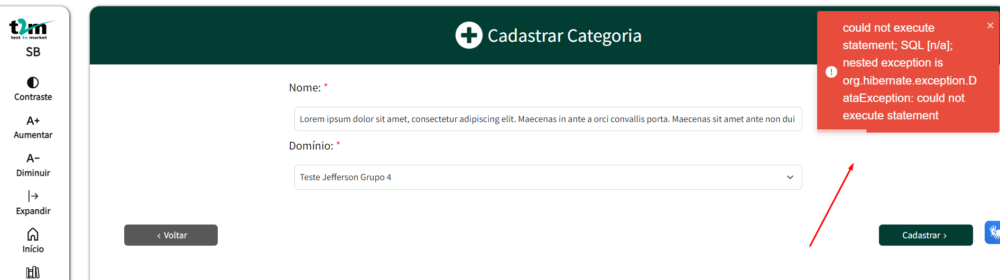 t2m
test to market
SB
Contraste
A+
Aumentar
A−
Diminuir
Expandir
Início
Cadastrar Categoria
Nome: *
Lorem ipsum dolor sit amet, consectetur adipiscing elit. Maecenas in ante a orci convallis porta. Maecenas sit amet ante non dui
Domínio: *
Teste Jefferson Grupo 4
‹ Voltar
Cadastrar ›
could not execute
statement; SQL [n/a];
nested exception is
org.hibernate.exception.D
ataException: could not
execute statement